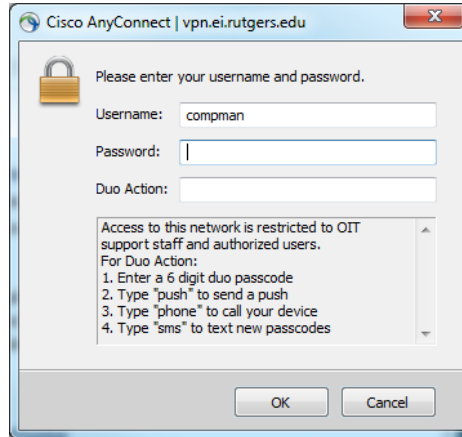 Cisco AnyConnect | vpn.ei.rutgers.edu
Please enter your username and password.
Username: compman
Password:
Duo Action:
Access to this network is restricted to OIT
support staff and authorized users.
For Duo Action:
1. Enter a 6 digit duo passcode
2. Type "push" to send a push
3. Type "phone" to call your device
4. Type "sms" to text new passcodes
OK Cancel